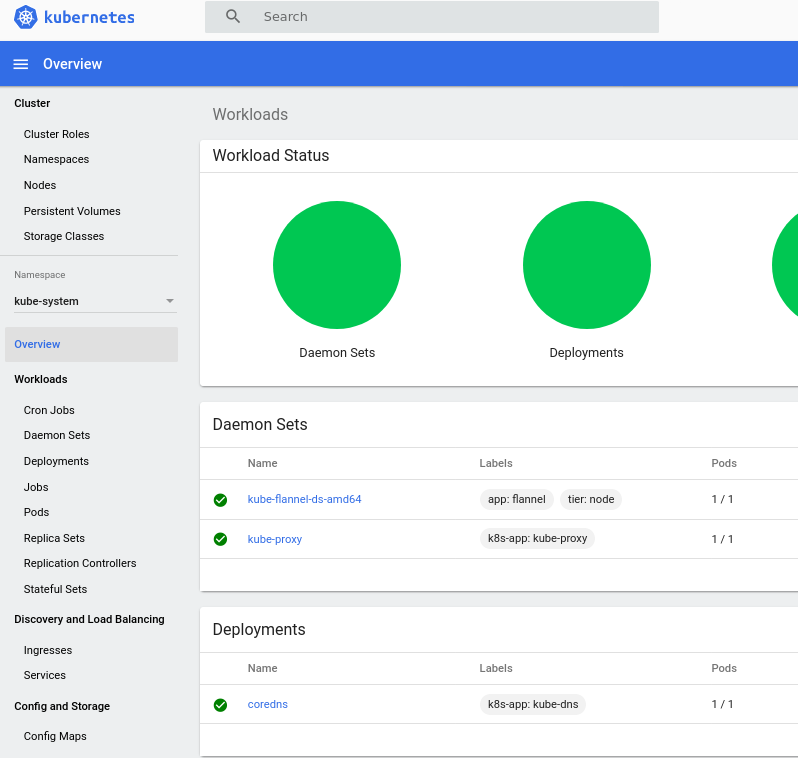 kubernetes
Search
Overview
Cluster
Cluster Roles
Namespaces
Nodes
Persistent Volumes
Storage Classes
Namespace
kube-system
Overview
Workloads
Cron Jobs
Daemon Sets
Deployments
Jobs
Pods
Replica Sets
Replication Controllers
Stateful Sets
Discovery and Load Balancing
Ingresses
Services
Config and Storage
Config Maps
Workloads
Workload Status
Daemon Sets Deployments
Daemon Sets
Name Labels Pods
kube-flannel-ds-amd64 app: flannel tier: node 1 / 1
kube-proxy k8s-app: kube-proxy 1 / 1
Deployments
Name Labels Pods
coredns k8s-app: kube-dns 1 / 1